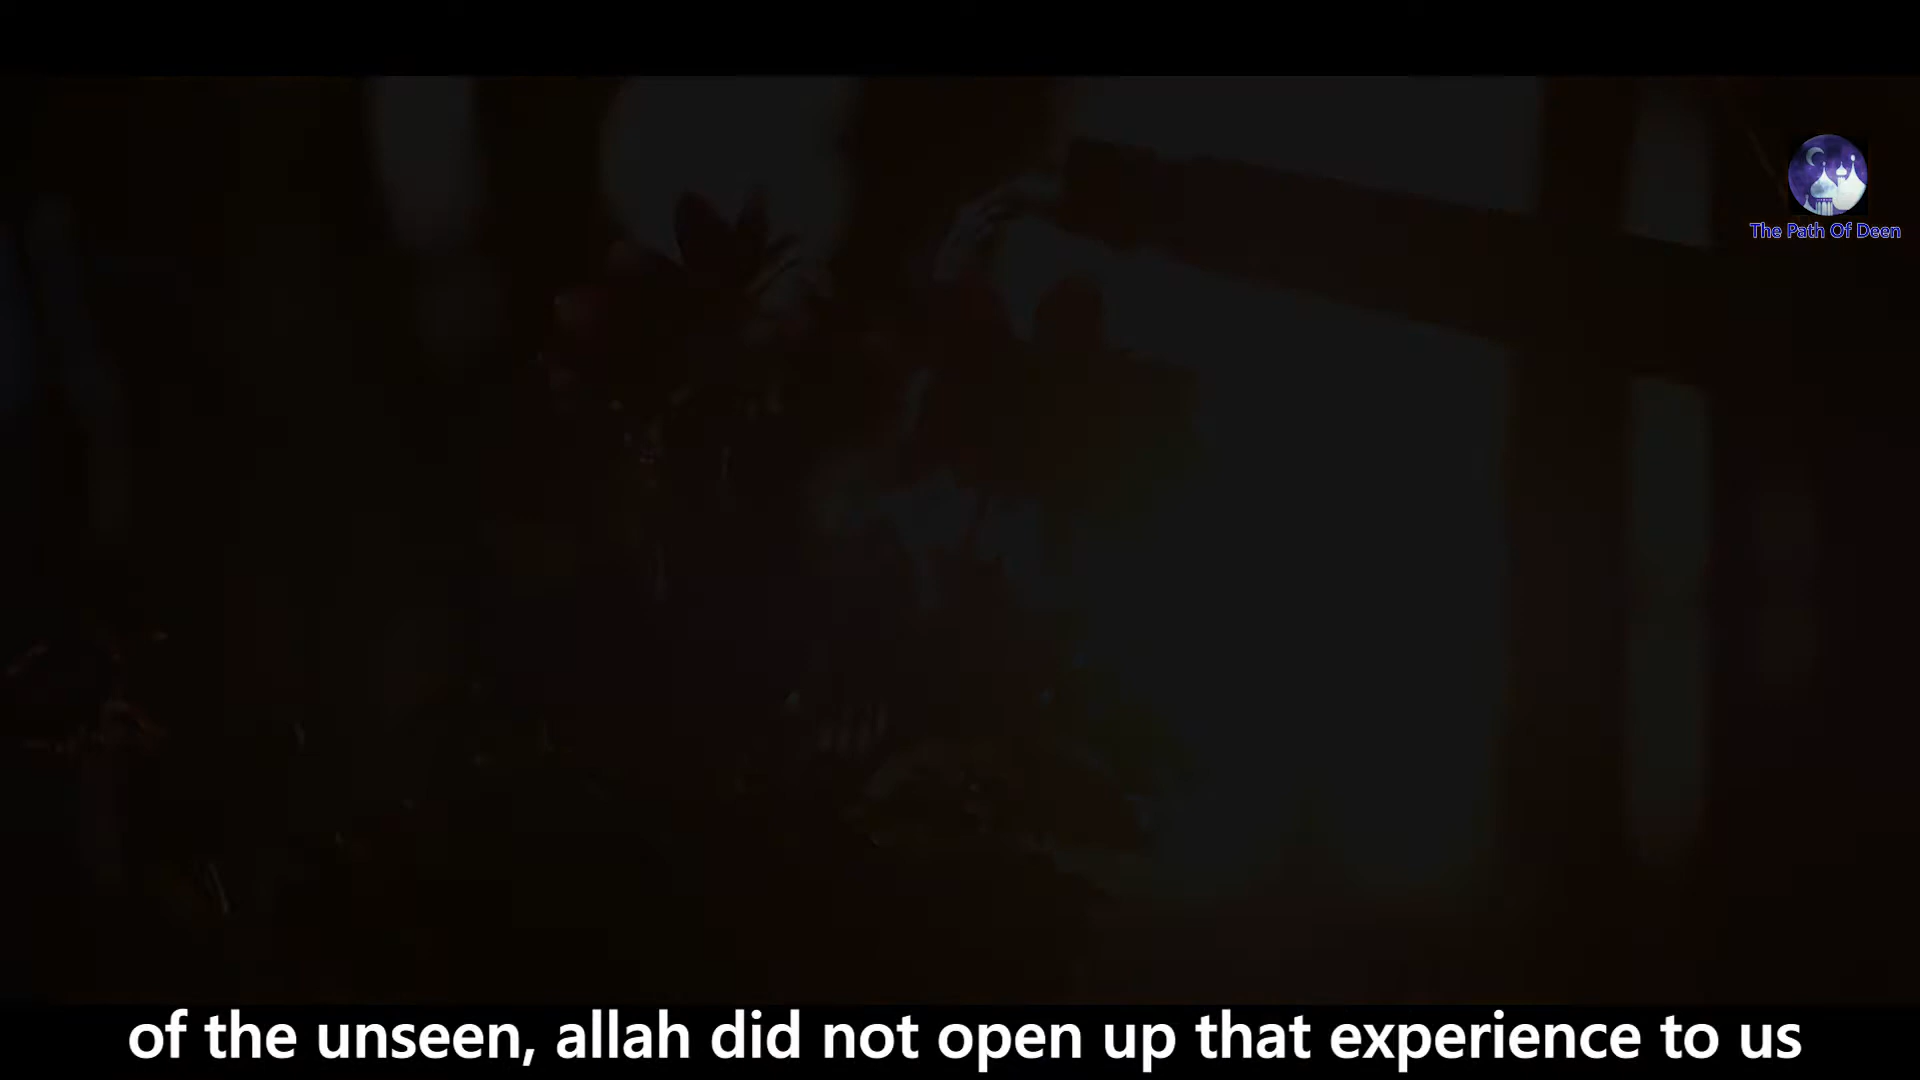 The Path Of Deen
of the unseen, allah did not open up that experience to us